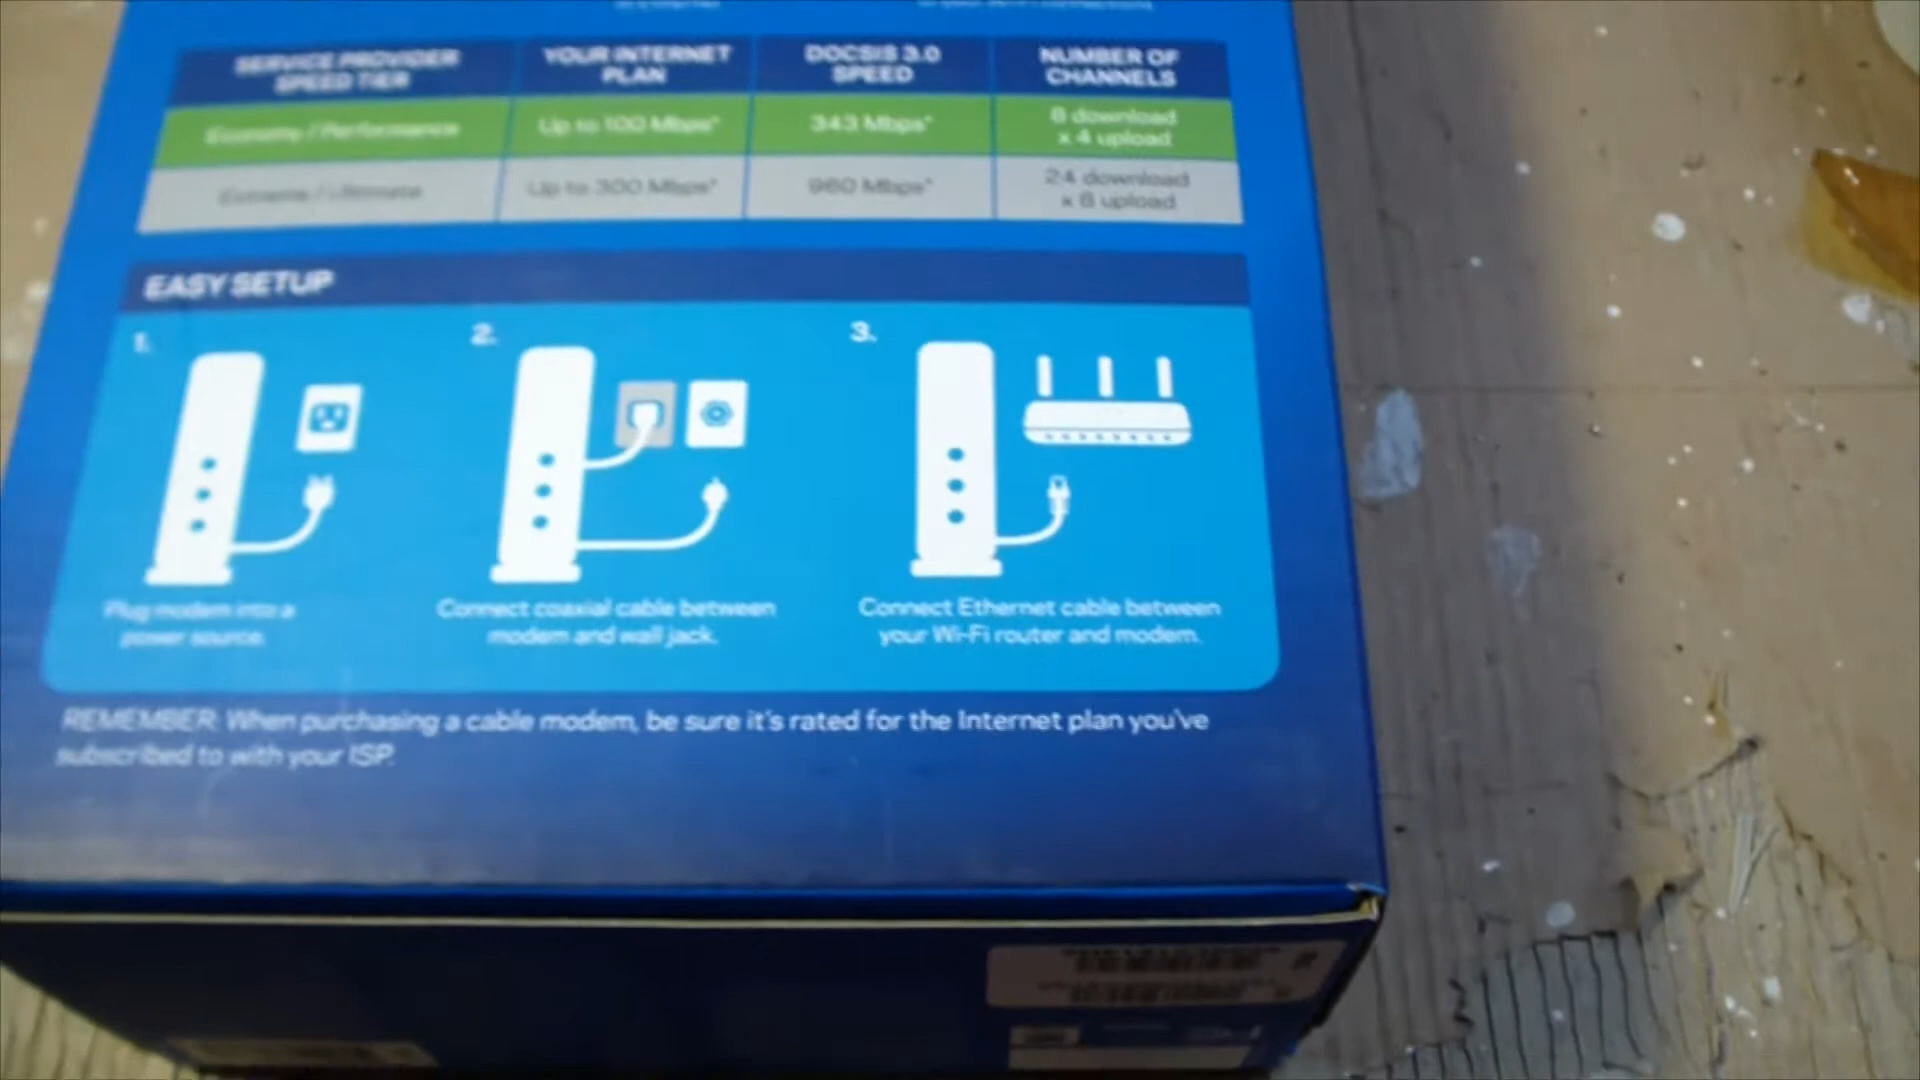 SERVICE PROVIDER
SPEED TIER
YOUR INTERNET
PLAN
DOCSIS 3.0
SPEED
NUMBER OF
CHANNELS
Economy / Performance
Up to 100 Mbps*
343 Mbps*
8 download
x 4 upload
Extreme / Ultimate
Up to 300 Mbps*
960 Mbps*
24 download
x 8 upload
EASY SETUP
1.
2.
3.
Plug modem into a
power source.
Connect coaxial cable between
modem and wall jack.
Connect Ethernet cable between
your Wi-Fi router and modem.
REMEMBER: When purchasing a cable modem, be sure it's rated for the Internet plan you've
subscribed to with your ISP.